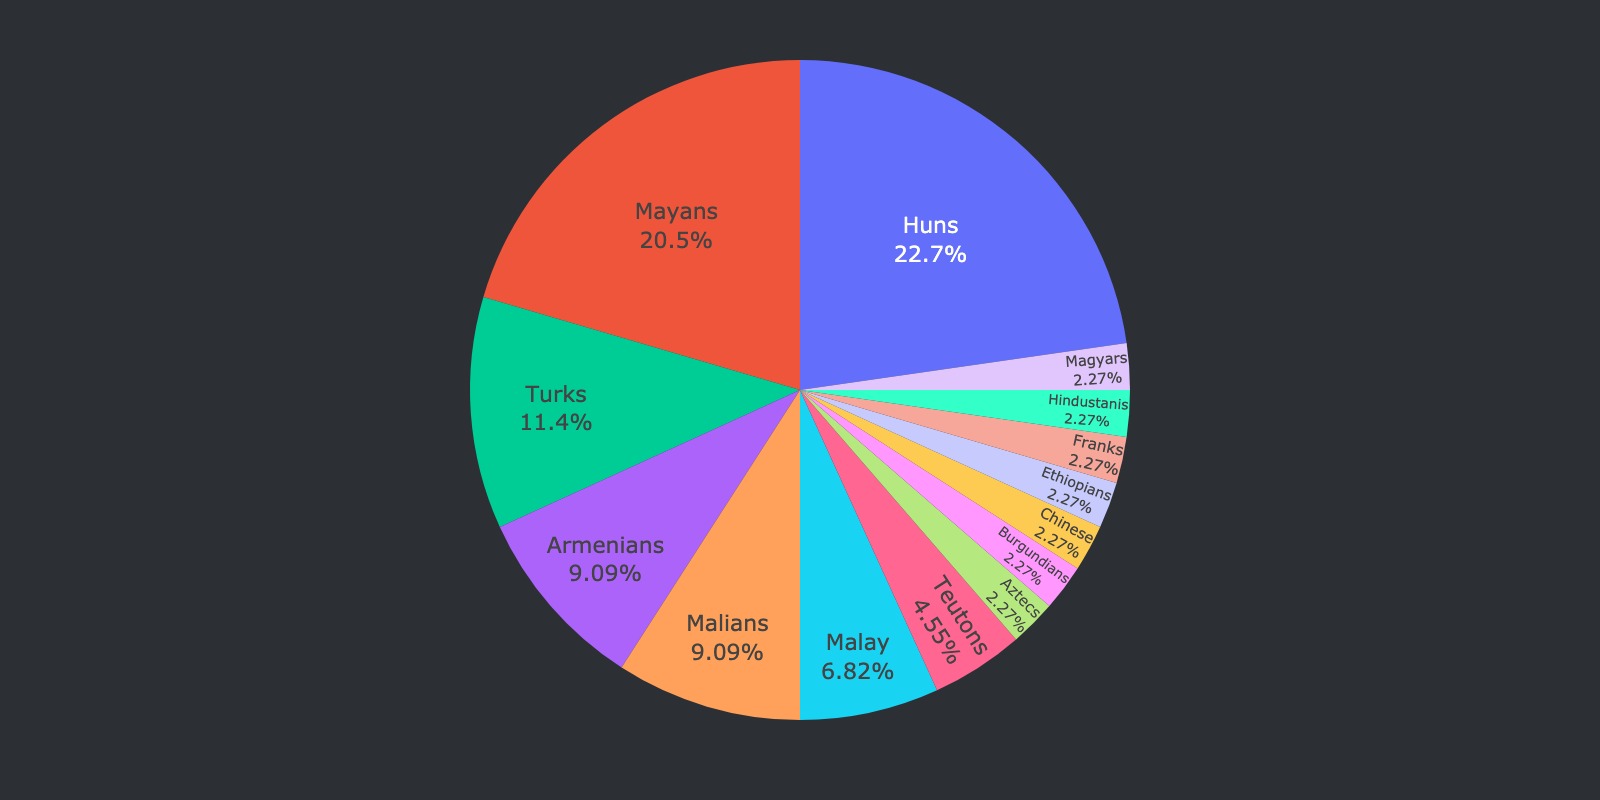 Huns
22.7%
Mayans
20.5%
Turks
11.4%
Armenians
9.09%
Malians
9.09%
Malay
6.82%
Teutons
4.55%
Aztecs
2.27%
Burgundians
2.27%
Chinese
2.27%
Ethiopians
2.27%
Franks
2.27%
Hindustanis
2.27%
Magyars
2.27%